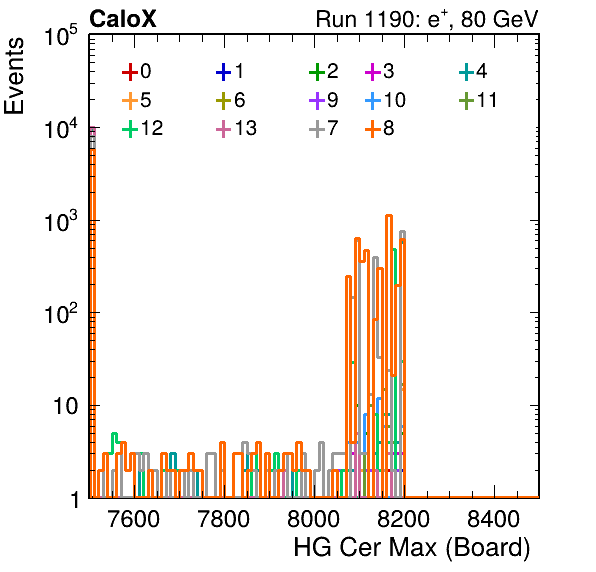 CaloX Run 1190: e⁺, 80 GeV
Events
10⁵
10⁴
10³
10²
10
1
0 1 2 3 4
5 6 9 10 11
12 13 7 8
7600 7800 8000 8200 8400
HG Cer Max (Board)